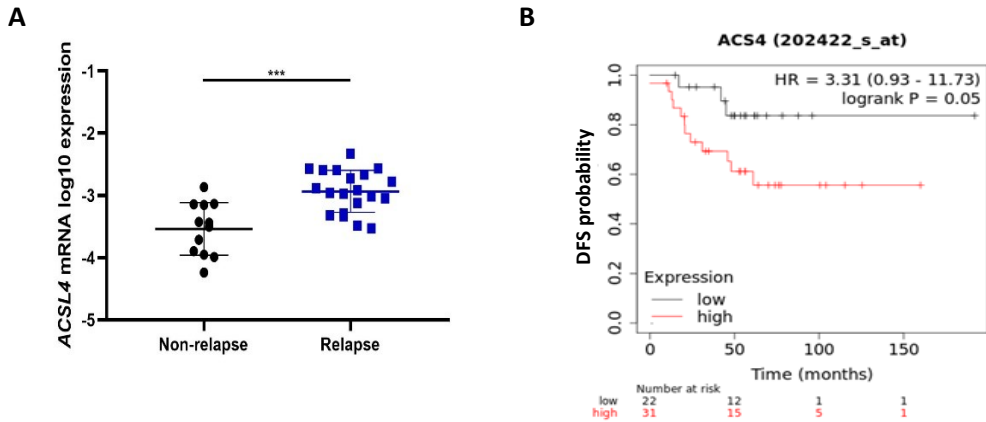 A
ACSL4 mRNA log10 expression
-1
-2
-3
-4
-5
***
Non-relapse
Relapse
B
ACS4 (202422_s_at)
HR = 3.31 (0.93 - 11.73)
logrank P = 0.05
DFS probability
1.0
0.8
0.6
0.4
0.2
0.0
Expression
low
high
0
50
100
150
Time (months)
Number at risk
low 22 12 1 1
high 31 15 5 1